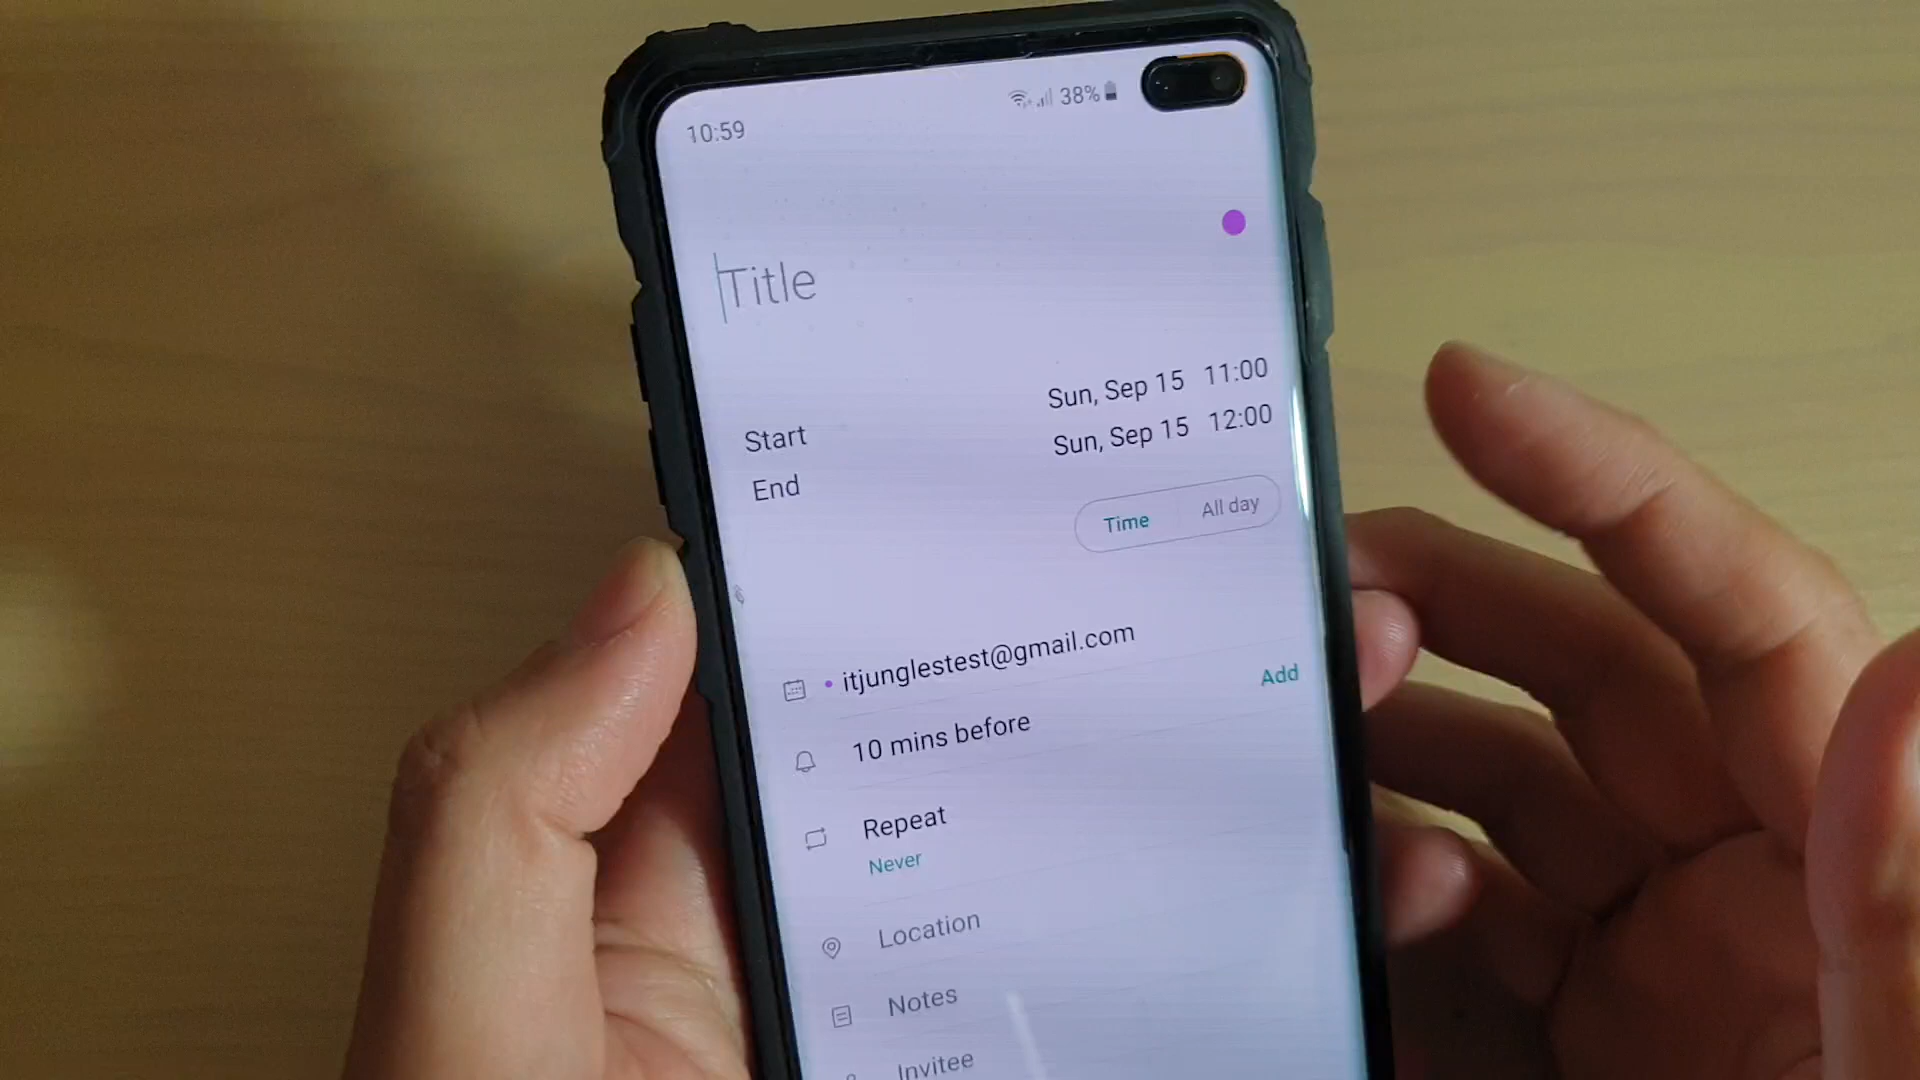 10:59 38%
Title
Start Sun, Sep 15 11:00
End Sun, Sep 15 12:00
Time All day
itjunglestest@gmail.com
10 mins before Add
Repeat
Never
Location
Notes
Invitee